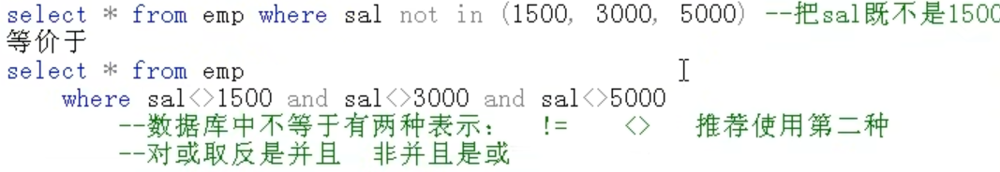 select * from emp where sal not in (1500, 3000, 5000) --把sal既不是1500
等价于
select * from emp
where sal<>1500 and sal<>3000 and sal<>5000
--数据库中不等于有两种表示: != <> 推荐使用第二种
--对或取反是并且 非并且是或